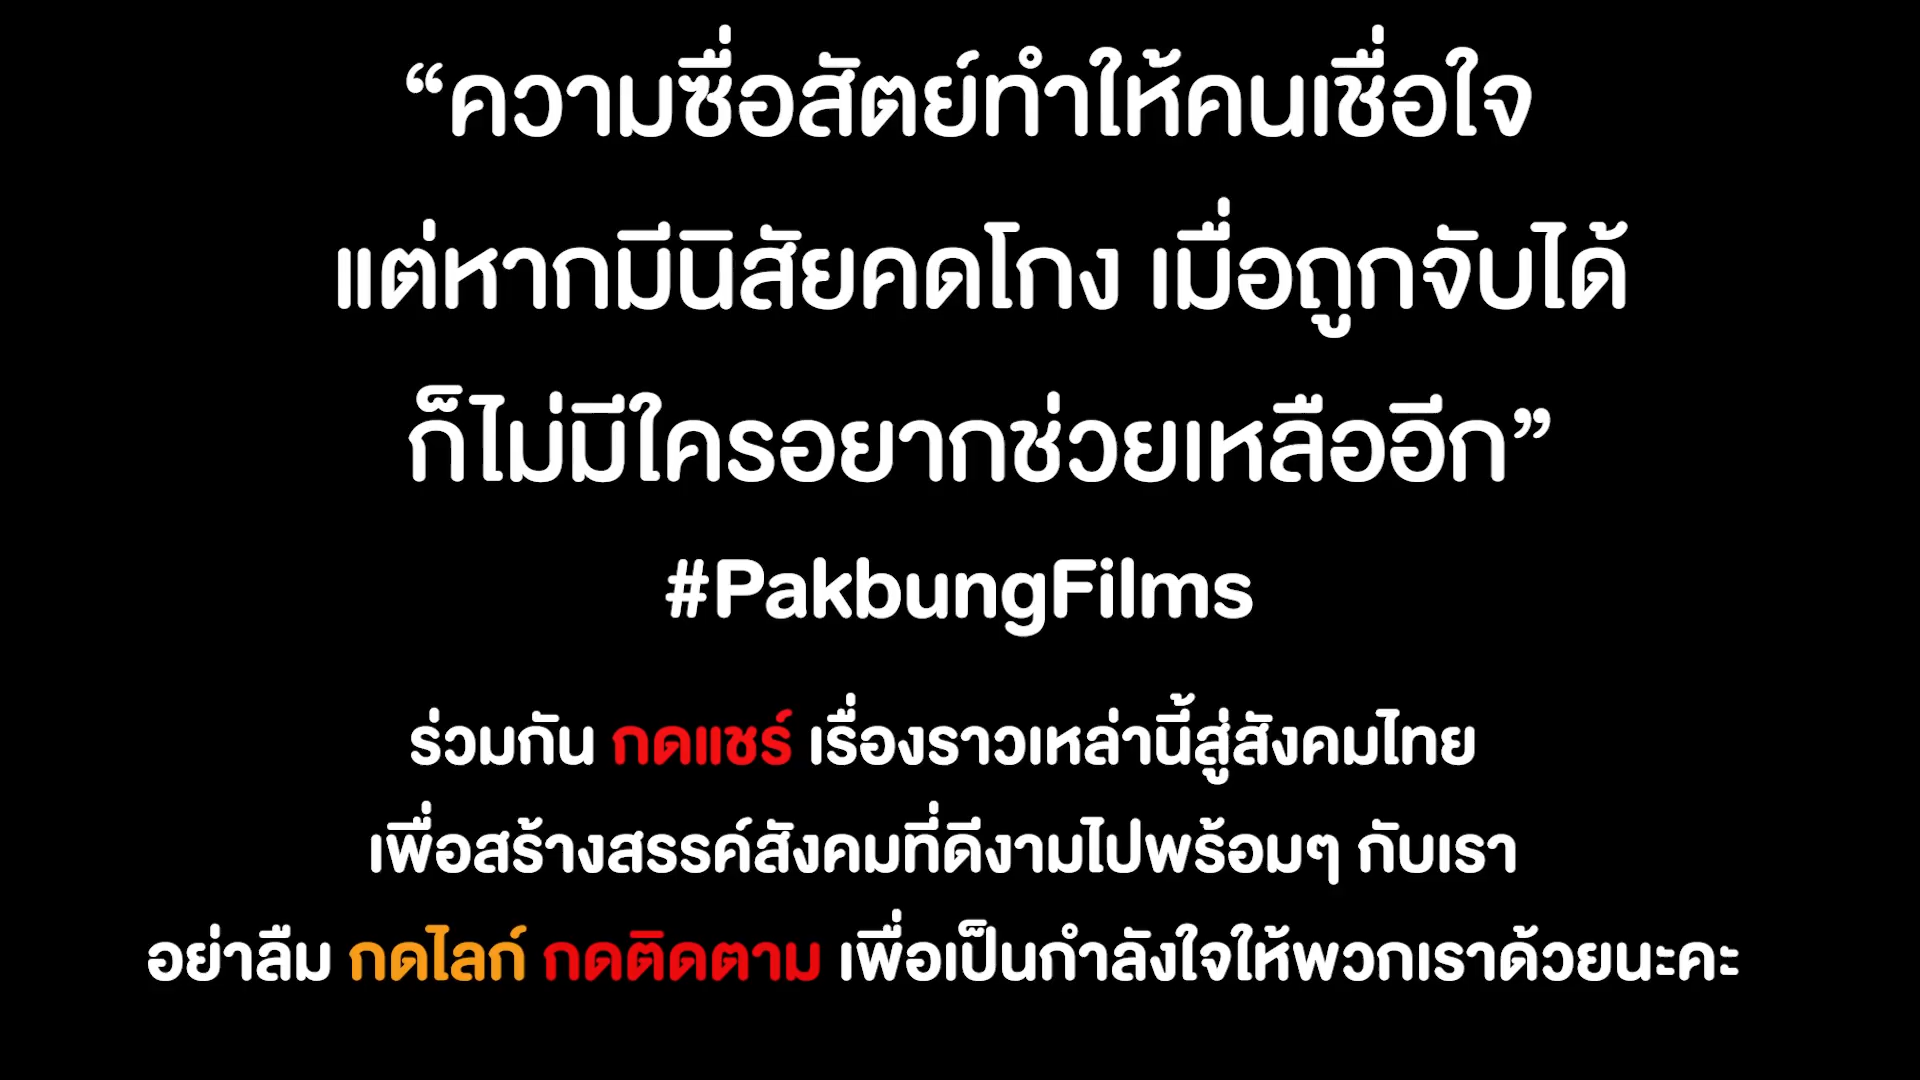 “ความซื่อสัตย์ทำให้คนเชื่อใจ
แต่หากมีนิสัยคดโกง เมื่อถูกจับได้
ก็ไม่มีใครอยากช่วยเหลืออีก”
#PakbungFilms
ร่วมกัน กดแชร์ เรื่องราวเหล่านี้สู่สังคมไทย
เพื่อสร้างสรรค์สังคมที่ดีงามไปพร้อมๆ กับเรา
อย่าลืม กดไลก์ กดติดตาม เพื่อเป็นกำลังใจให้พวกเราด้วยนะคะ